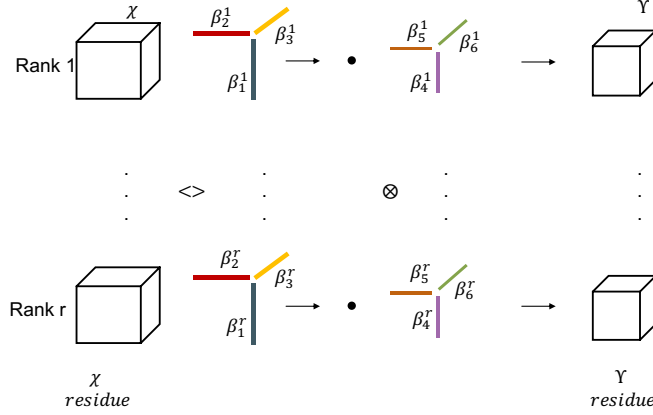 χ ϒ
Rank 1 β₂¹ β₃¹ β₁¹ → • β₅¹ β₆¹ β₄¹ →
. <> . ⊗ . .
. . . .
. . . .
Rank r β₂ʳ β₃ʳ β₁ʳ → • β₅ʳ β₆ʳ β₄ʳ →
χ ϒ
residue residue